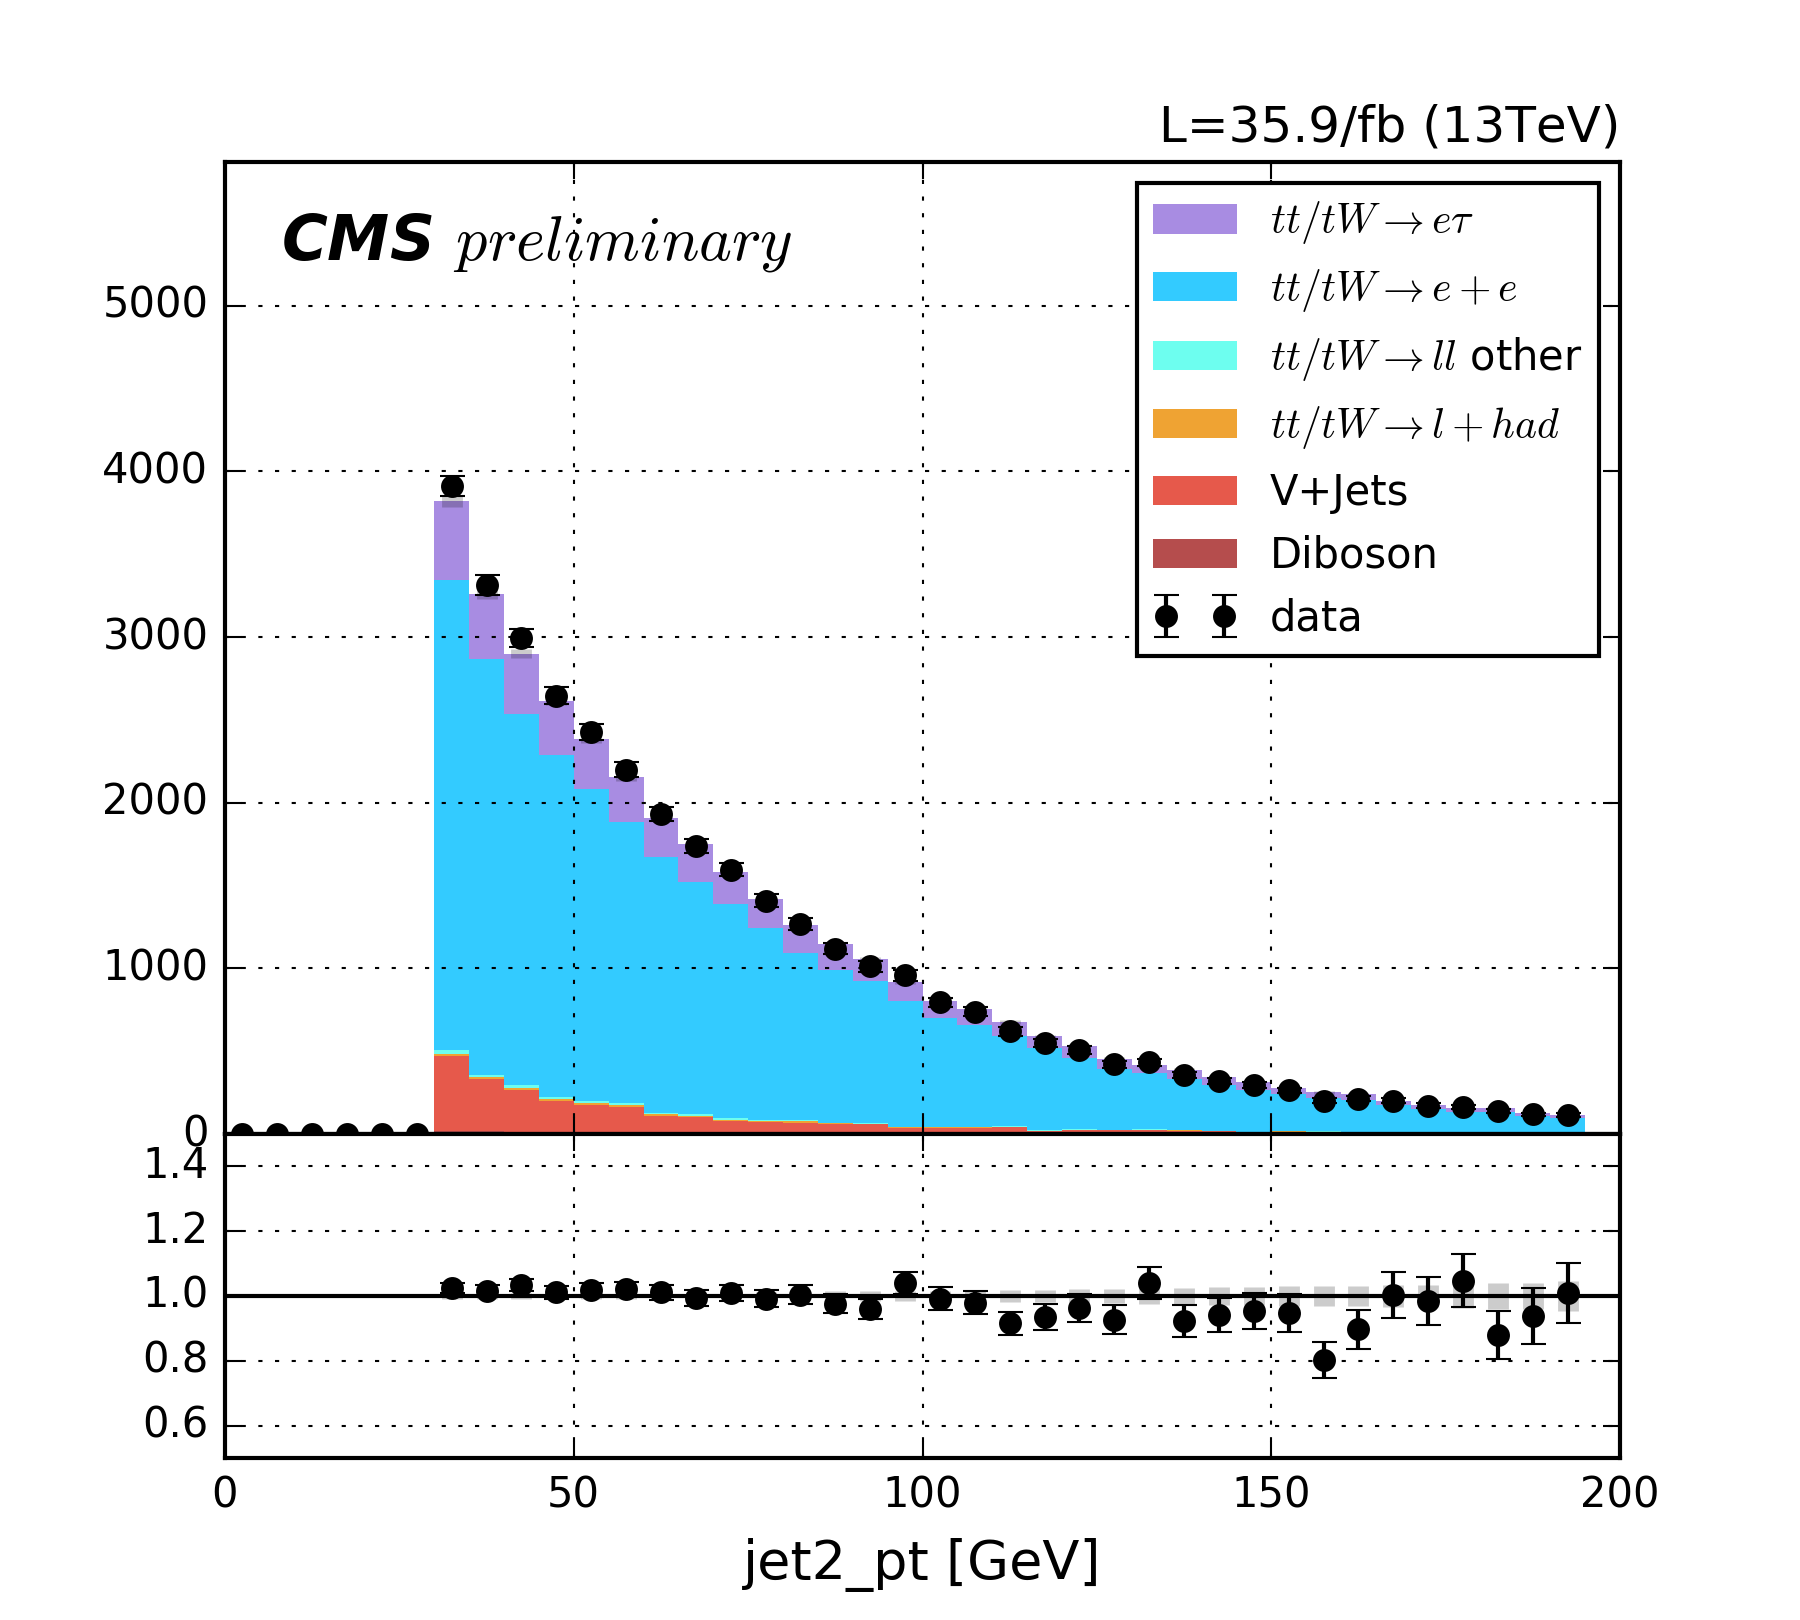 L=35.9/fb (13TeV)
CMS preliminary
tt/tW→eτ
tt/tW→e+e
tt/tW→ll other
tt/tW→l+had
V+Jets
Diboson
data
5000
4000
3000
2000
1000
0
1.4
1.2
1.0
0.8
0.6
0 50 100 150 200
jet2_pt [GeV]